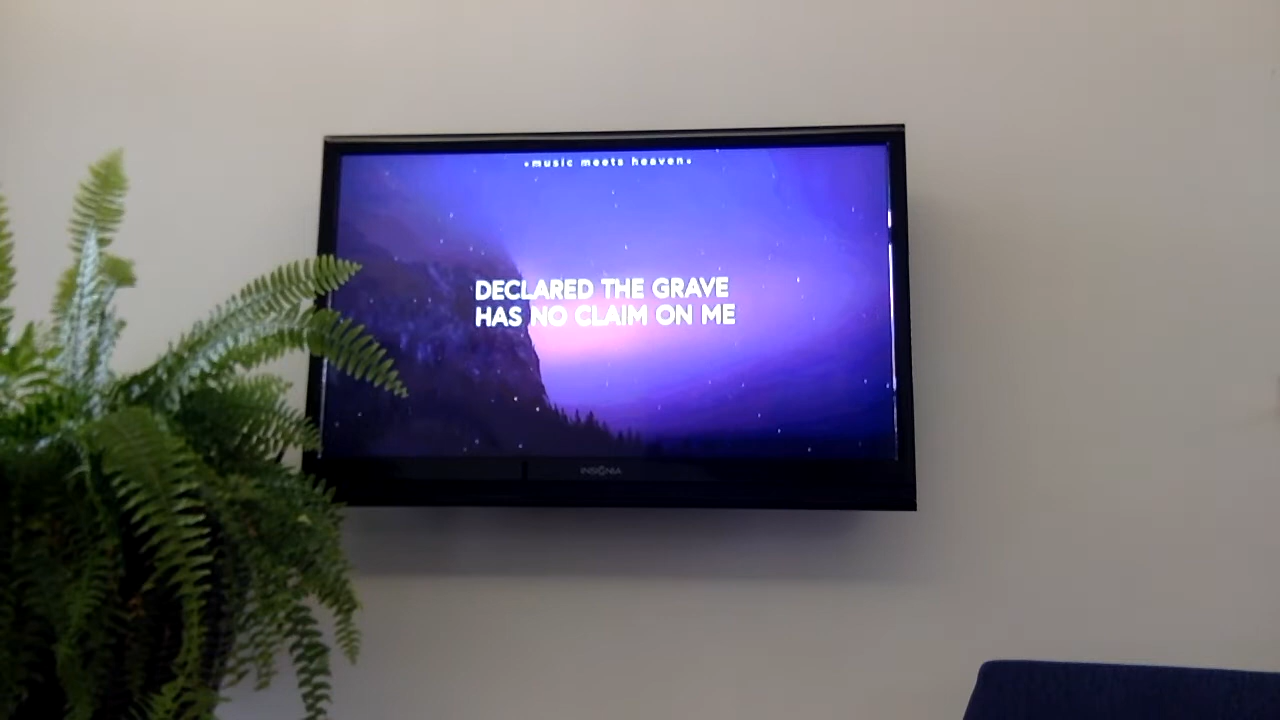 •music meets heaven•
DECLARED THE GRAVE
HAS NO CLAIM ON ME
INSIGNIA